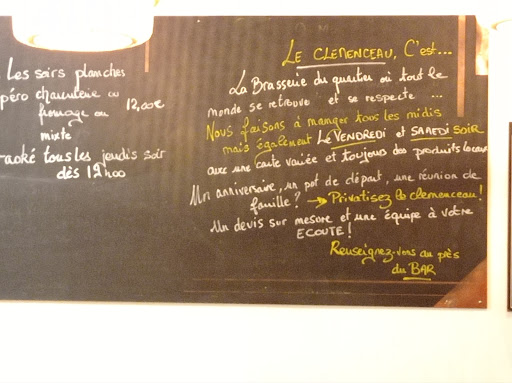 Les soirs planches
péro charcuterie ou
fromage ou 12,00€
mixte
raoké tous les jeudis soir
dès 19h00
LE CLEMENCEAU, C'est...
La Brasserie du quartier où tout le
monde se retrouve et se respecte ...
Nous faisons à manger tous les midis
mais également Le VENDREDI et SAMEDI SOIR
avec une carte variée et toujours des produits locaux
Un anniversaire, un pot de départ, une réunion de
famille? → Privatisez le clemenceau!
Un devis sur mesure et une équipe à votre
ECOUTE!
Renseignez-vous au près
du BAR